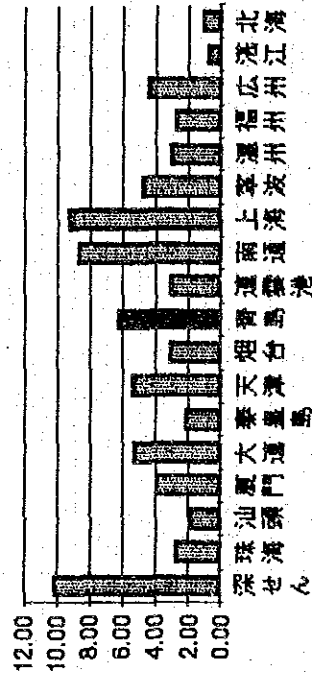 12.00
10.00
8.00
6.00
4.00
2.00
0.00
深せん
珠海
汕頭
厦門
大連
秦皇島
天津
烟台
青島
連雲港
南通
上海
寧波
温州
福州
広州
湛江
北海